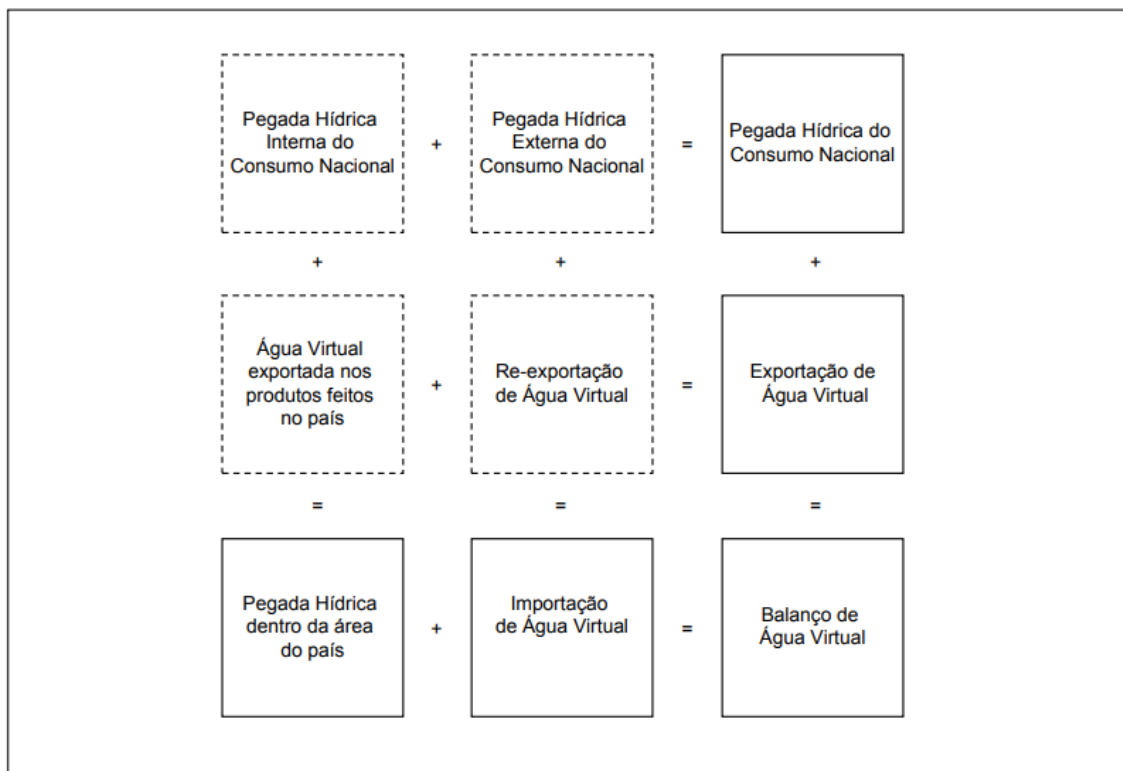 Pegada Hídrica
Interna do
Consumo Nacional
+
Pegada Hídrica
Externa do
Consumo Nacional
=
Pegada Hídrica do
Consumo Nacional
+
+
+
Água Virtual
exportada nos
produtos feitos
no país
+
Re-exportação
de Água Virtual
=
Exportação de
Água Virtual
=
=
=
Pegada Hídrica
dentro da área
do país
+
Importação
de Água Virtual
=
Balanço de
Água Virtual